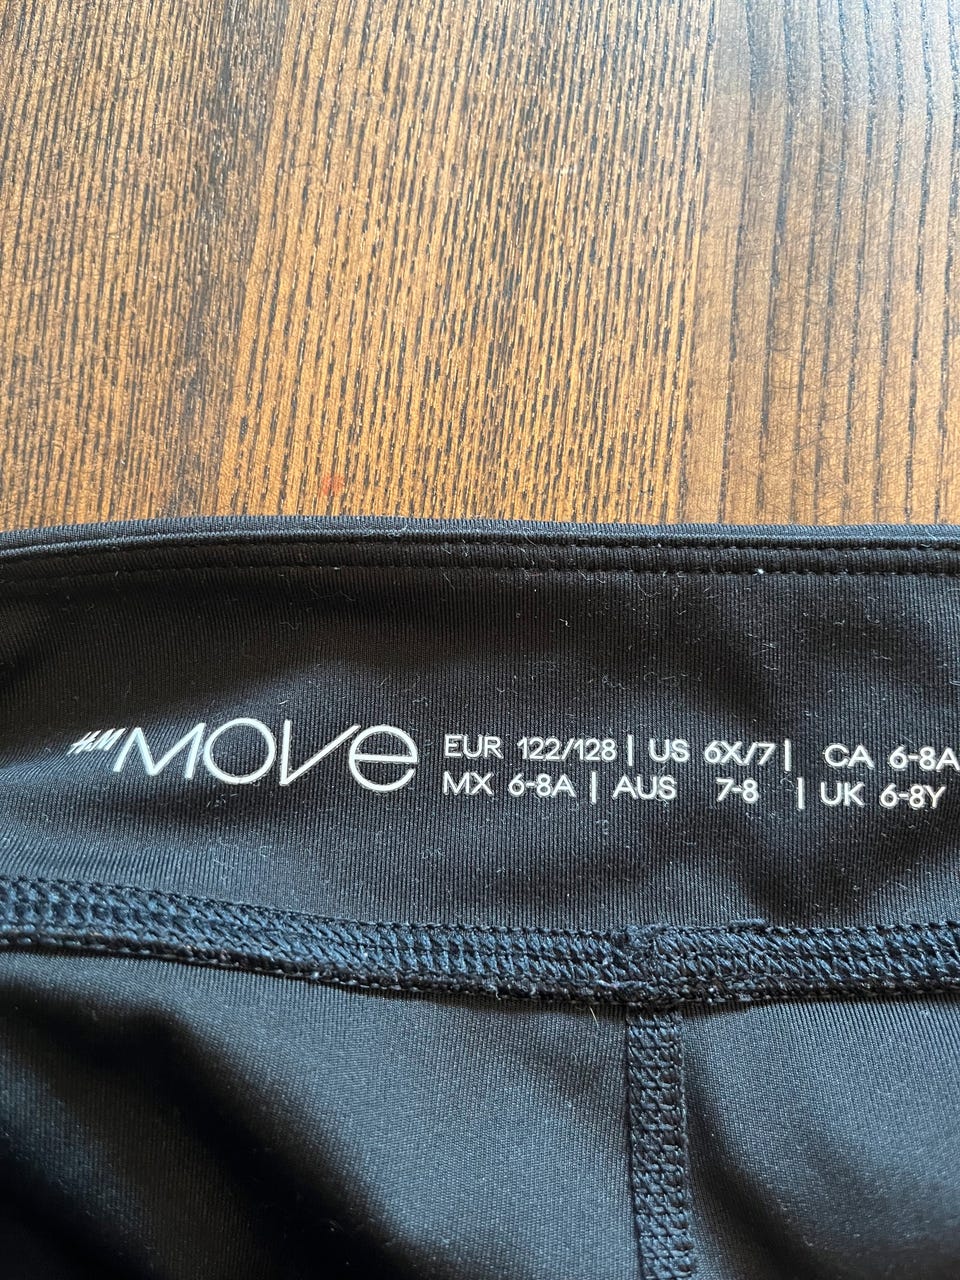 H&M MOVE EUR 122/128 | US 6X/7 | CA 6-8A
MX 6-8A | AUS 7-8 | UK 6-8Y